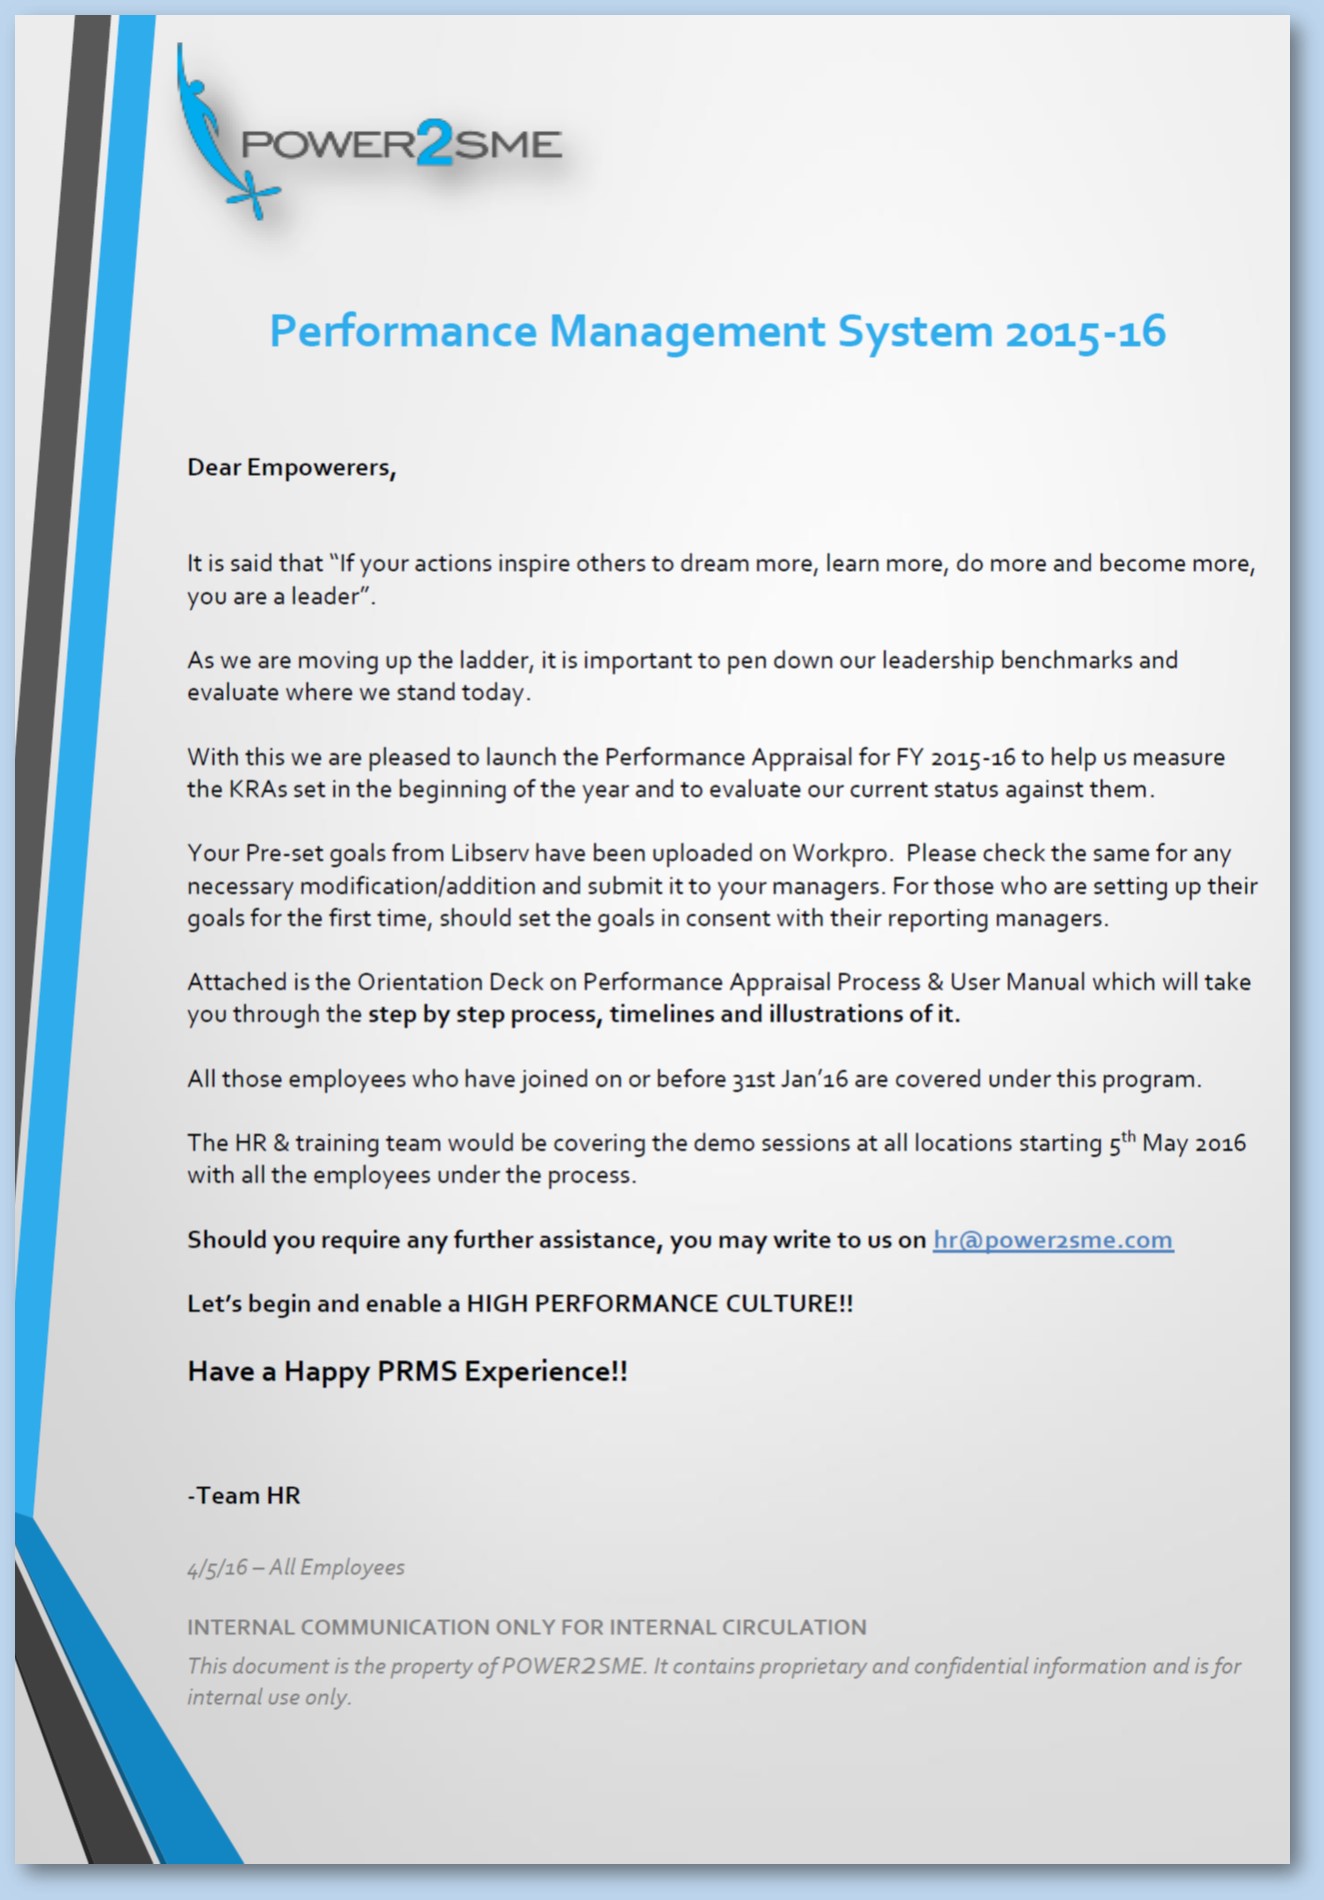 POWER2SME
Performance Management System 2015-16
Dear Empowerers,
It is said that “If your actions inspire others to dream more, learn more, do more and become more,
you are a leader”.
As we are moving up the ladder, it is important to pen down our leadership benchmarks and
evaluate where we stand today.
With this we are pleased to launch the Performance Appraisal for FY 2015-16 to help us measure
the KRAs set in the beginning of the year and to evaluate our current status against them.
Your Pre-set goals from Libserv have been uploaded on Workpro.  Please check the same for any
necessary modification/addition and submit it to your managers. For those who are setting up their
goals for the first time, should set the goals in consent with their reporting managers.
Attached is the Orientation Deck on Performance Appraisal Process & User Manual which will take
you through the step by step process, timelines and illustrations of it.
All those employees who have joined on or before 31st Jan’16 are covered under this program.
The HR & training team would be covering the demo sessions at all locations starting 5th May 2016
with all the employees under the process.
Should you require any further assistance, you may write to us on hr@power2sme.com
Let’s begin and enable a HIGH PERFORMANCE CULTURE!!
Have a Happy PRMS Experience!!
-Team HR
4/5/16 – All Employees
INTERNAL COMMUNICATION ONLY FOR INTERNAL CIRCULATION
This document is the property of POWER2SME. It contains proprietary and confidential information and is for
internal use only.